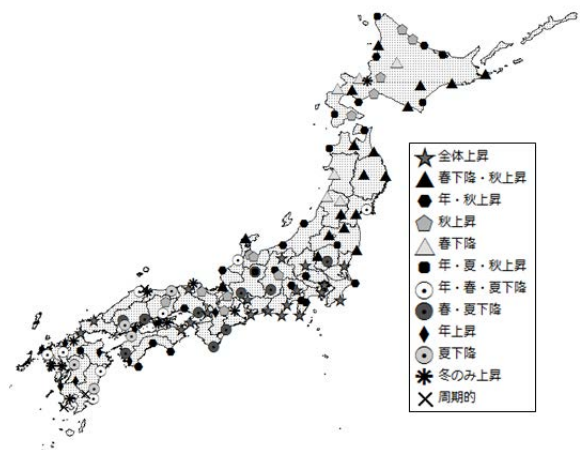 全体上昇
春下降・秋上昇
年・秋上昇
秋上昇
春下降
年・夏・秋上昇
年・春・夏下降
春・夏下降
年上昇
夏下降
冬のみ上昇
周期的